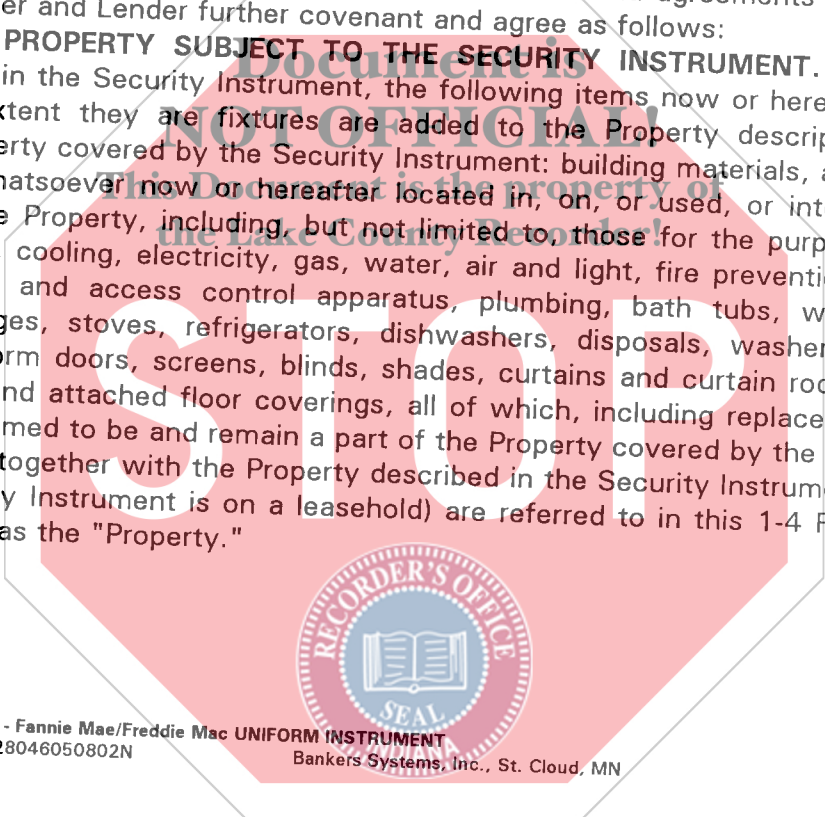 er and Lender further covenant and agree as follows:
PROPERTY SUBJECT TO THE SECURITY INSTRUMENT.
in the Security Instrument, the following items now or here
xtent they are fixtures are added to the Property descrip
erty covered by the Security Instrument: building materials, a
hatsoever now or hereafter located in, on, or used, or int
e Property, including, but not limited to, those for the purp
cooling, electricity, gas, water, air and light, fire preventi
and access control apparatus, plumbing, bath tubs, w
ges, stoves, refrigerators, dishwashers, disposals, washer
orm doors, screens, blinds, shades, curtains and curtain rod
nd attached floor coverings, all of which, including replace
med to be and remain a part of the Property covered by the
together with the Property described in the Security Instrum
y Instrument is on a leasehold) are referred to in this 1-4 F
as the "Property."
Document is
NOT OFFICIAL!
This Document is the property of
the Lake County Recorder!
STOP
RECORDER'S OFFICE
SEAL
INDIANA
- Fannie Mae/Freddie Mac UNIFORM INSTRUMENT
28046050802N
Bankers Systems, Inc., St. Cloud, MN